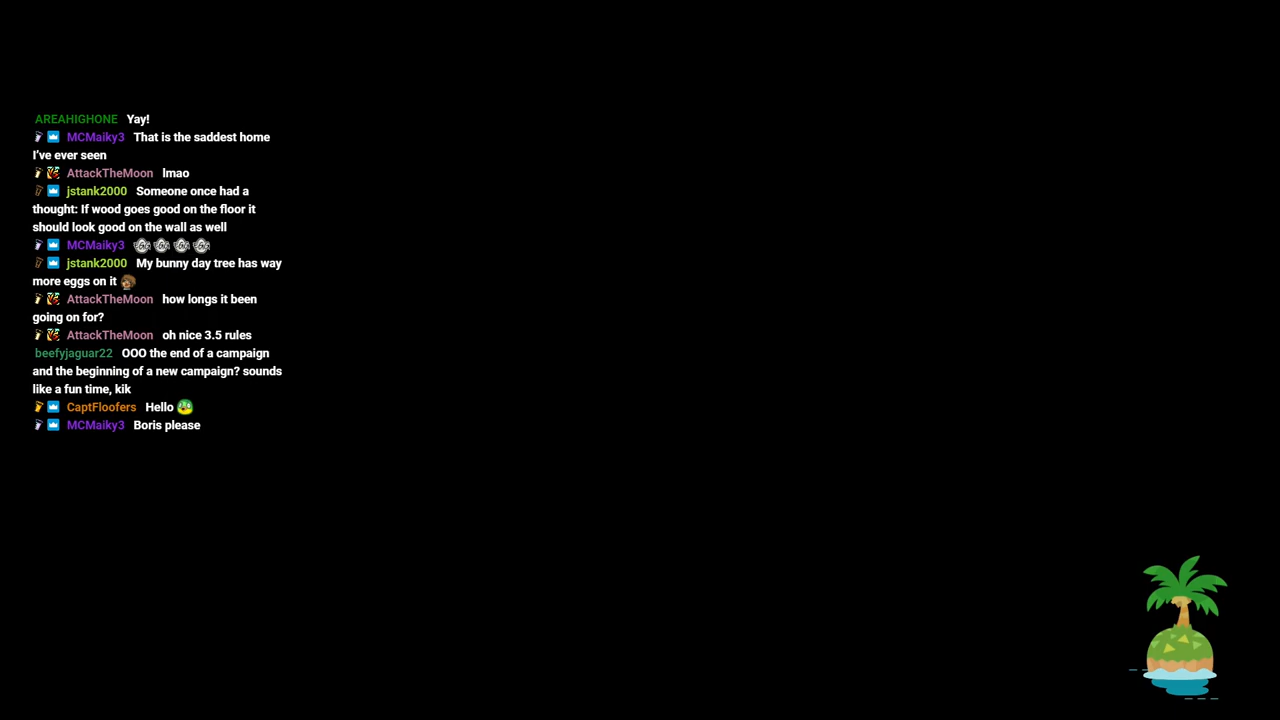 AREAHIGHONE Yay!
MCMaiky3 That is the saddest home
I've ever seen
AttackTheMoon lmao
jstank2000 Someone once had a
thought: If wood goes good on the floor it
should look good on the wall as well
MCMaiky3
jstank2000 My bunny day tree has way
more eggs on it
AttackTheMoon how longs it been
going on for?
AttackTheMoon oh nice 3.5 rules
beefyjaguar22 OOO the end of a campaign
and the beginning of a new campaign? sounds
like a fun time, kik
CaptFloofers Hello
MCMaiky3 Boris please